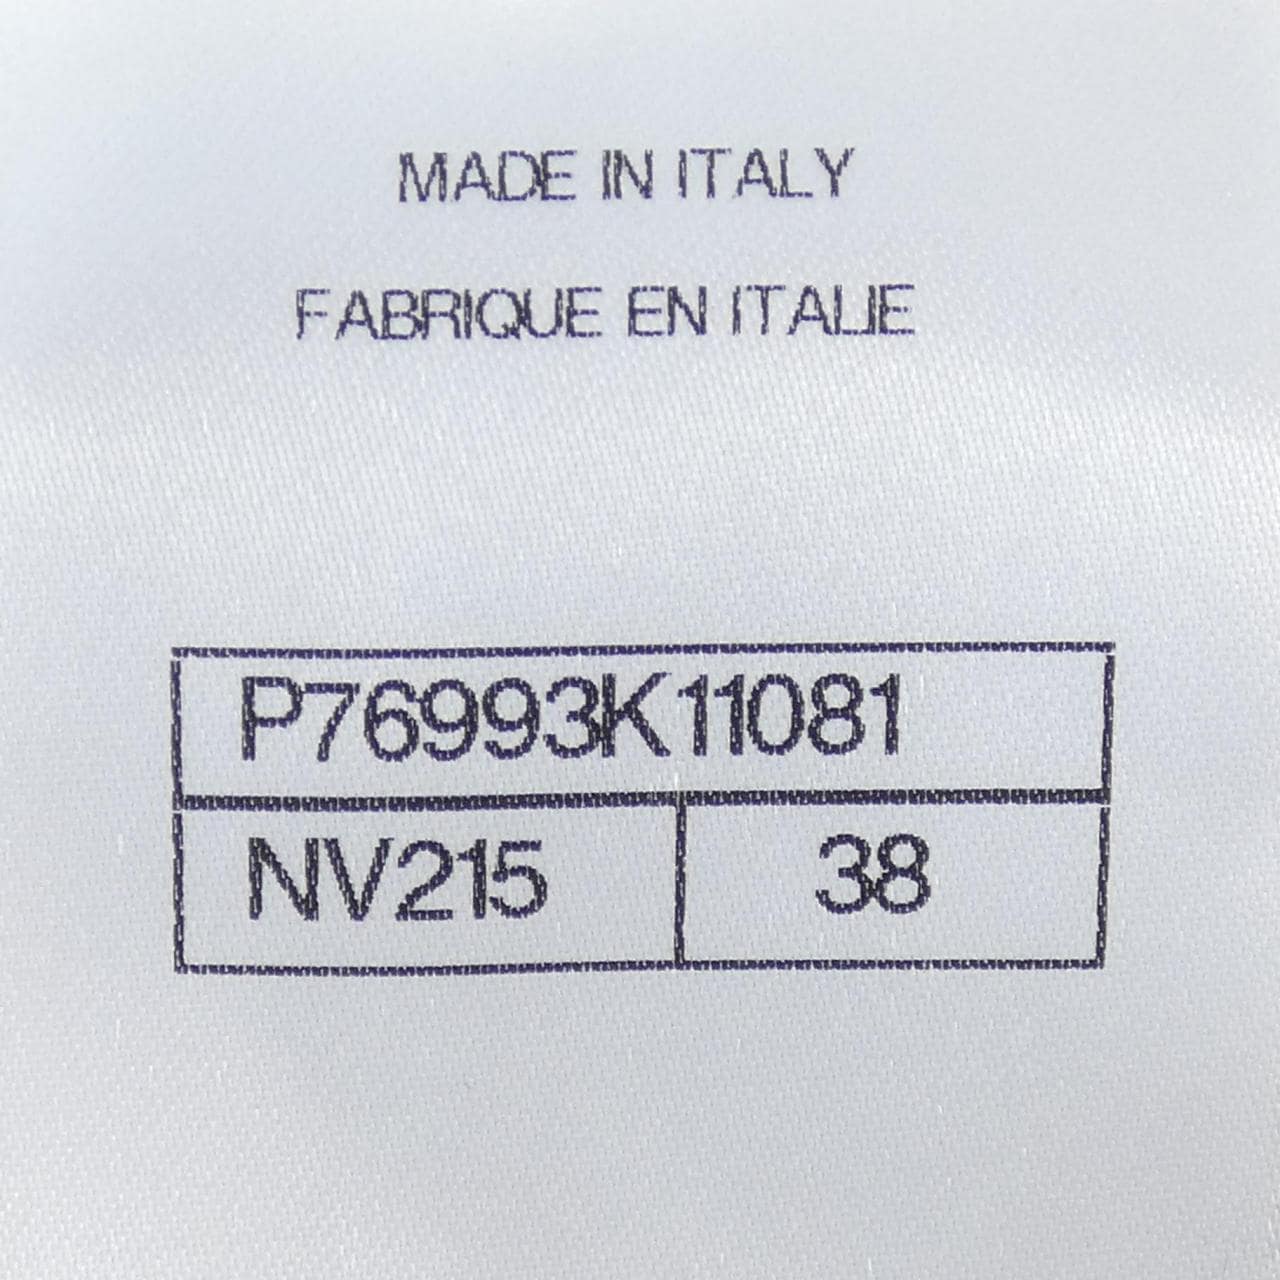 MADE IN ITALY
FABRIQUE EN ITALIE
P76993K11081
NV215 38